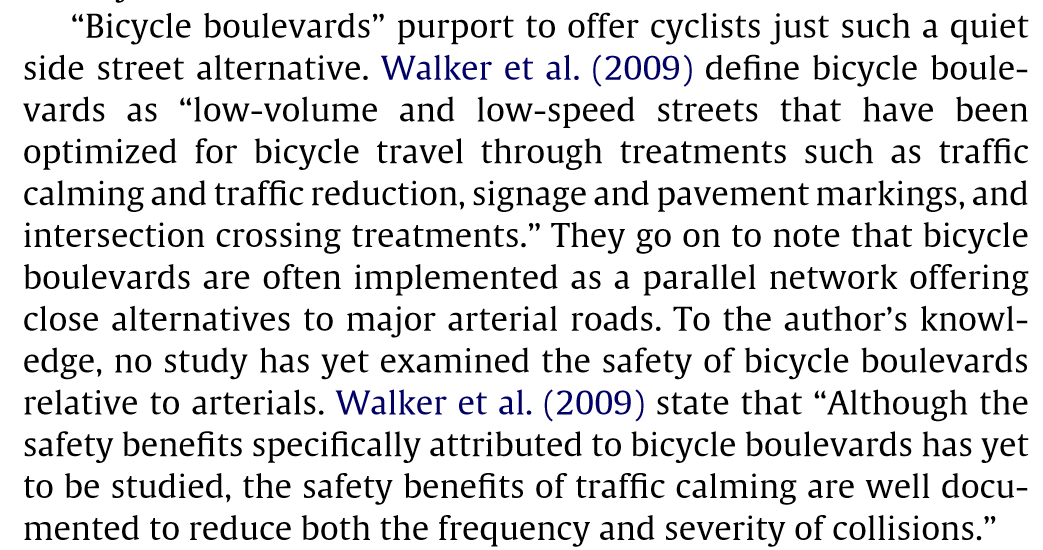 “Bicycle boulevards” purport to offer cyclists just such a quiet
side street alternative. Walker et al. (2009) define bicycle boule-
vards as “low-volume and low-speed streets that have been
optimized for bicycle travel through treatments such as traffic
calming and traffic reduction, signage and pavement markings, and
intersection crossing treatments.” They go on to note that bicycle
boulevards are often implemented as a parallel network offering
close alternatives to major arterial roads. To the author’s knowl-
edge, no study has yet examined the safety of bicycle boulevards
relative to arterials. Walker et al. (2009) state that “Although the
safety benefits specifically attributed to bicycle boulevards has yet
to be studied, the safety benefits of traffic calming are well docu-
mented to reduce both the frequency and severity of collisions.”